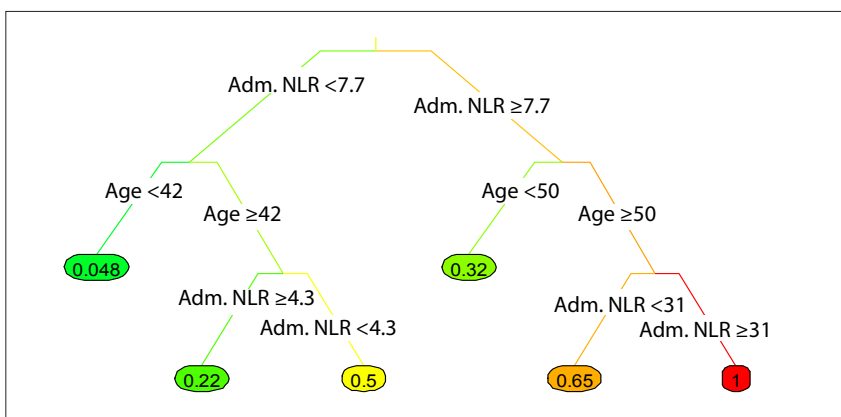 Adm. NLR <7.7
Adm. NLR ≥7.7
Age <42
Age ≥42
Age <50
Age ≥50
0.048
0.32
Adm. NLR ≥4.3
Adm. NLR <4.3
Adm. NLR <31
Adm. NLR ≥31
0.22
0.5
0.65
1